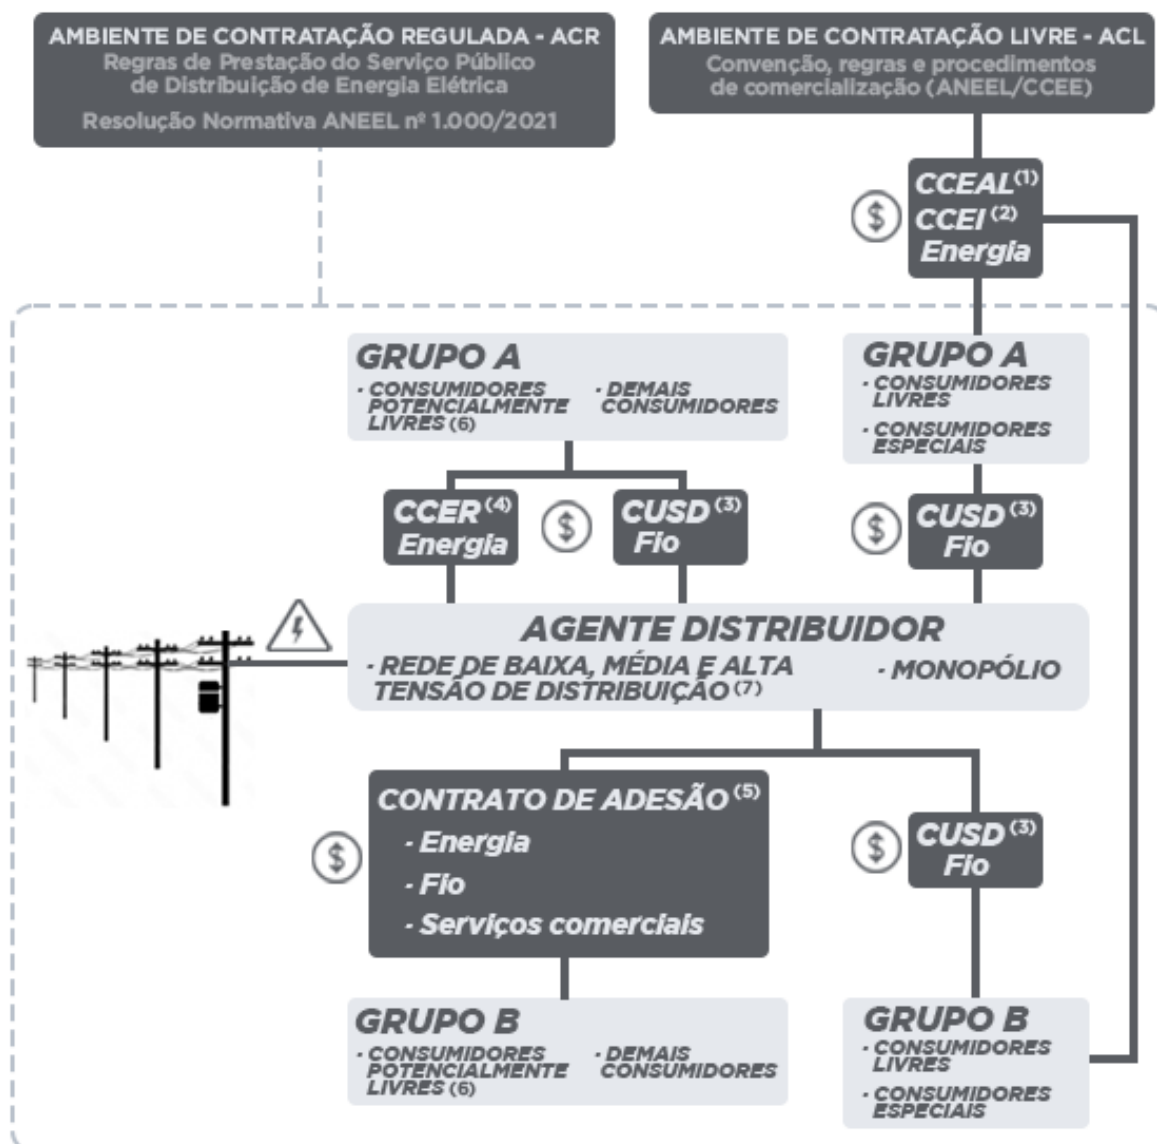 AMBIENTE DE CONTRATAÇÃO REGULADA - ACR
Regras de Prestação do Serviço Público
de Distribuição de Energia Elétrica
Resolução Normativa ANEEL nº 1.000/2021
AMBIENTE DE CONTRATAÇÃO LIVRE - ACL
Convenção, regras e procedimentos
de comercialização (ANEEL/CCEE)
$
CCEAL (1)
CCEI (2)
Energia
GRUPO A
· CONSUMIDORES
POTENCIALMENTE
LIVRES (6)
· DEMAIS
CONSUMIDORES
GRUPO A
· CONSUMIDORES
LIVRES
· CONSUMIDORES
ESPECIAIS
CCER (4)
Energia
$
CUSD (3)
Fio
$
CUSD (3)
Fio
AGENTE DISTRIBUIDOR
· REDE DE BAIXA, MÉDIA E ALTA
TENSÃO DE DISTRIBUIÇÃO (7)
· MONOPÓLIO
$
CONTRATO DE ADESÃO (5)
· Energia
· Fio
· Serviços comerciais
$
CUSD (3)
Fio
GRUPO B
· CONSUMIDORES
POTENCIALMENTE
LIVRES (6)
· DEMAIS
CONSUMIDORES
GRUPO B
· CONSUMIDORES
LIVRES
· CONSUMIDORES
ESPECIAIS